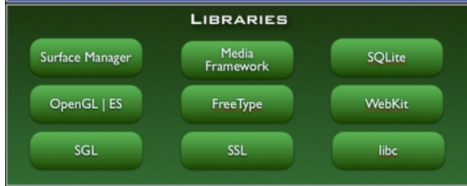 LIBRARIES
Surface Manager
Media
Framework
SQLite
OpenGL | ES
FreeType
WebKit
SGL
SSL
libc